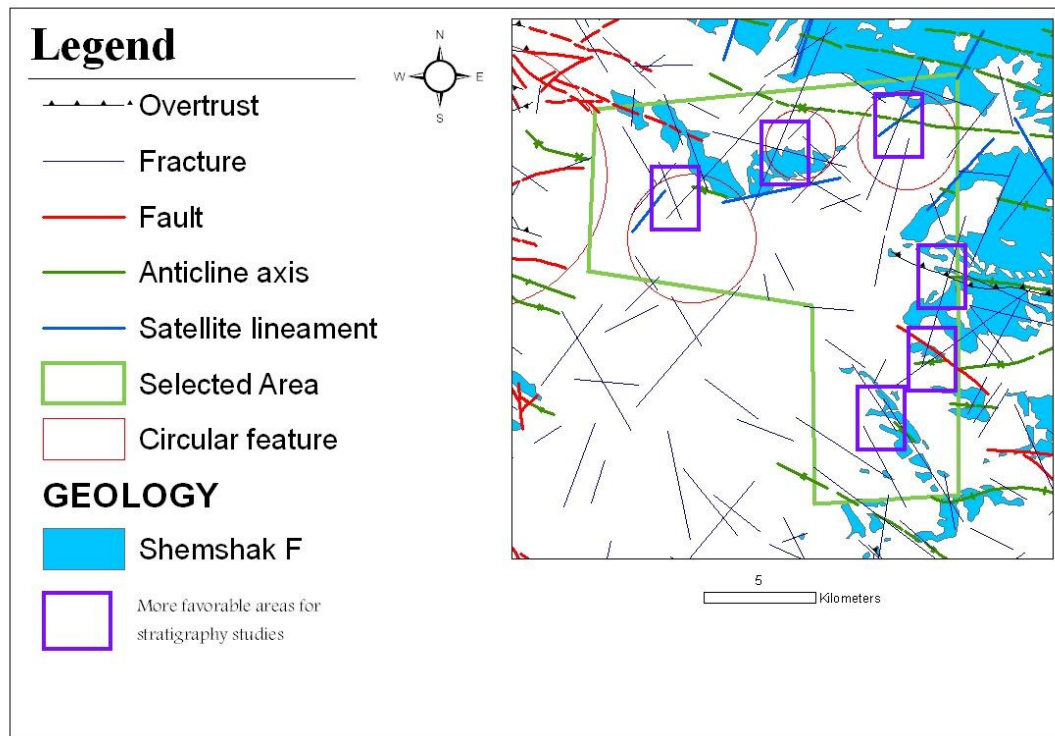 Legend
Overtrust
Fracture
Fault
Anticline axis
Satellite lineament
Selected Area
Circular feature
GEOLOGY
Shemshak F
More favorable areas for
stratigraphy studies
N
W E
S
5
Kilometers